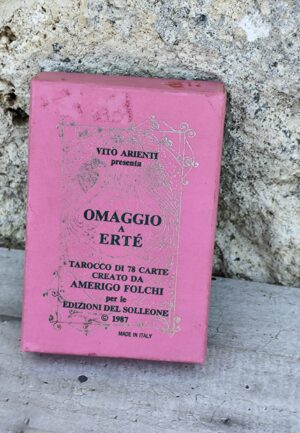 VITO ARIENTI
presenta
OMAGGIO
A
ERTÉ
TAROCCO DI 78 CARTE
CREATO DA
AMERIGO FOLCHI
per le
EDIZIONI DEL SOLLEONE
© 1987
MADE IN ITALY